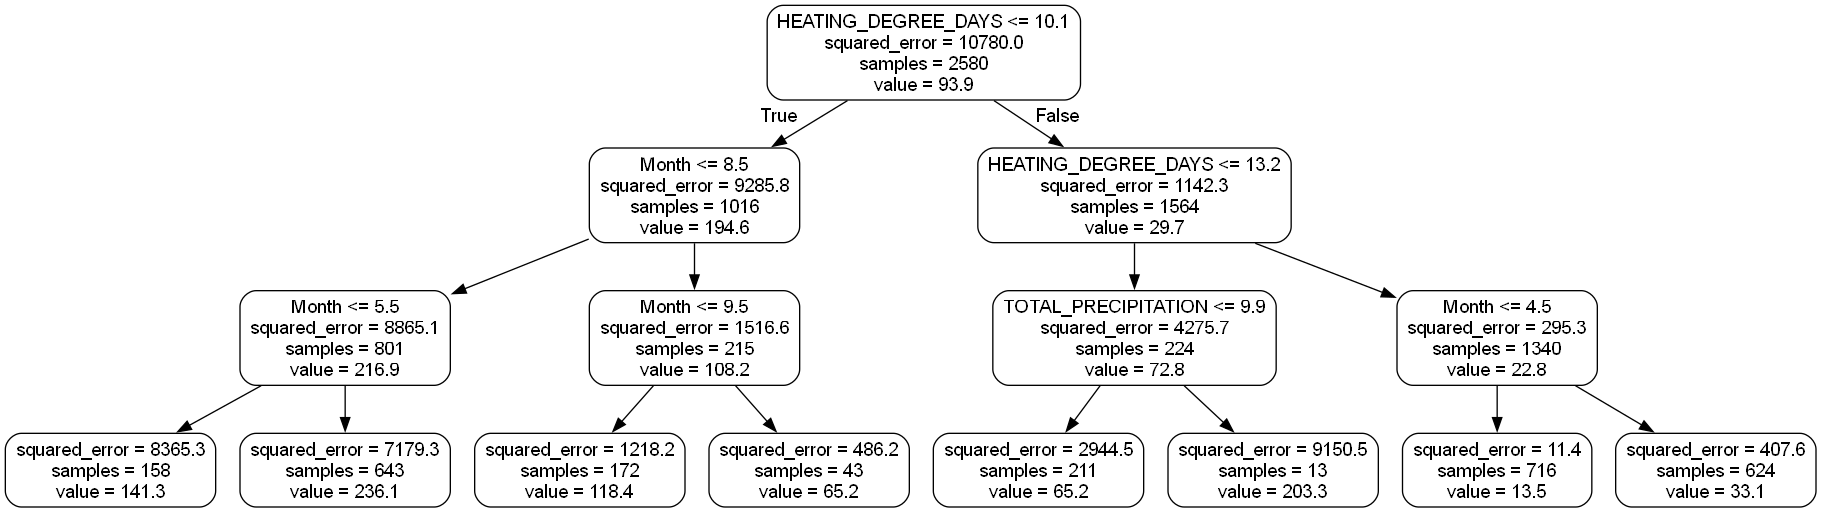 HEATING_DEGREE_DAYS <= 10.1
squared_error = 10780.0
samples = 2580
value = 93.9
True
False
Month <= 8.5
squared_error = 9285.8
samples = 1016
value = 194.6
HEATING_DEGREE_DAYS <= 13.2
squared_error = 1142.3
samples = 1564
value = 29.7
Month <= 5.5
squared_error = 8865.1
samples = 801
value = 216.9
Month <= 9.5
squared_error = 1516.6
samples = 215
value = 108.2
TOTAL_PRECIPITATION <= 9.9
squared_error = 4275.7
samples = 224
value = 72.8
Month <= 4.5
squared_error = 295.3
samples = 1340
value = 22.8
squared_error = 8365.3
samples = 158
value = 141.3
squared_error = 7179.3
samples = 643
value = 236.1
squared_error = 1218.2
samples = 172
value = 118.4
squared_error = 486.2
samples = 43
value = 65.2
squared_error = 2944.5
samples = 211
value = 65.2
squared_error = 9150.5
samples = 13
value = 203.3
squared_error = 11.4
samples = 716
value = 13.5
squared_error = 407.6
samples = 624
value = 33.1